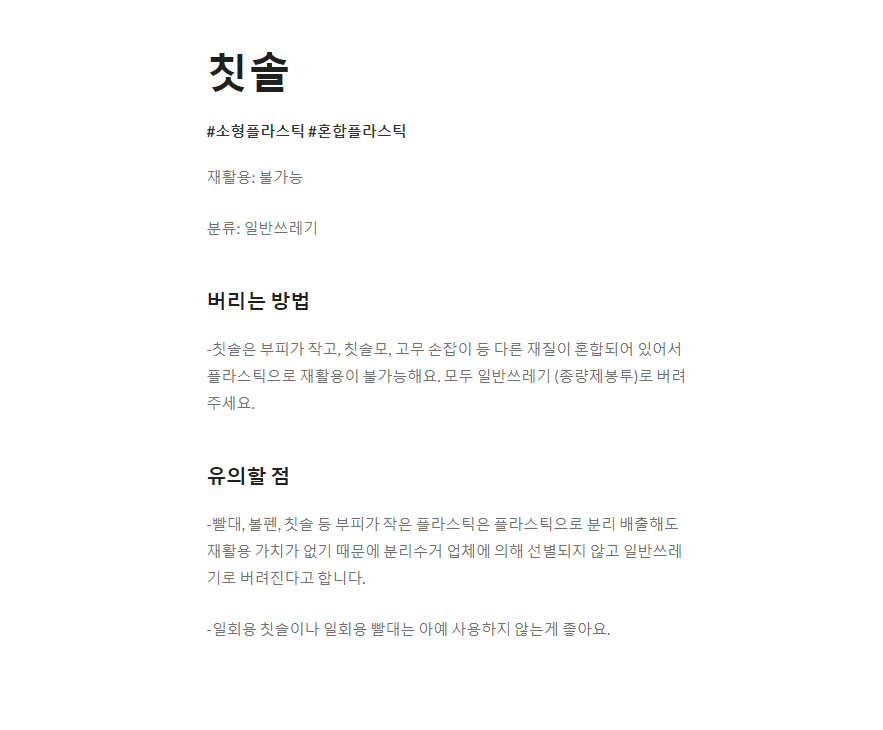 칫솔
#소형플라스틱 #혼합플라스틱
재활용: 불가능
분류: 일반쓰레기
버리는 방법
-칫솔은 부피가 작고, 칫솔모, 고무 손잡이 등 다른 재질이 혼합되어 있어서
플라스틱으로 재활용이 불가능해요. 모두 일반쓰레기 (종량제봉투)로 버려
주세요.
유의할 점
-빨대, 볼펜, 칫솔 등 부피가 작은 플라스틱은 플라스틱으로 분리 배출해도
재활용 가치가 없기 때문에 분리수거 업체에 의해 선별되지 않고 일반쓰레
기로 버려진다고 합니다.
-일회용 칫솔이나 일회용 빨대는 아예 사용하지 않는게 좋아요.